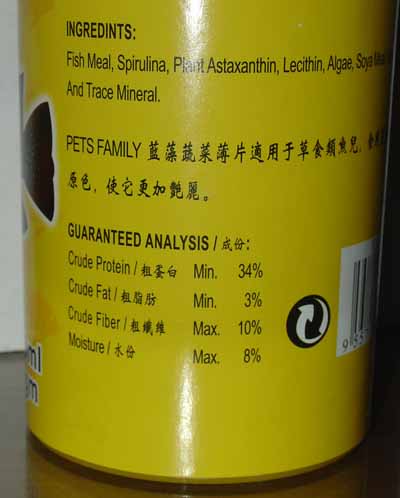 INGREDINTS:
Fish Meal, Spirulina, Plant Astaxanthin, Lecithin, Algae, Soya
And Trace Mineral.
PETS FAMILY 藍藻蔬菜薄片適用于草食類魚兒,
原色,使它更加艷麗。
GUARANTEED ANALYSIS / 成份:
Crude Protein / 粗蛋白 Min. 34%
Crude Fat / 粗脂肪 Min. 3%
Crude Fiber / 粗纖維 Max. 10%
Moisture / 水份 Max. 8%
ml